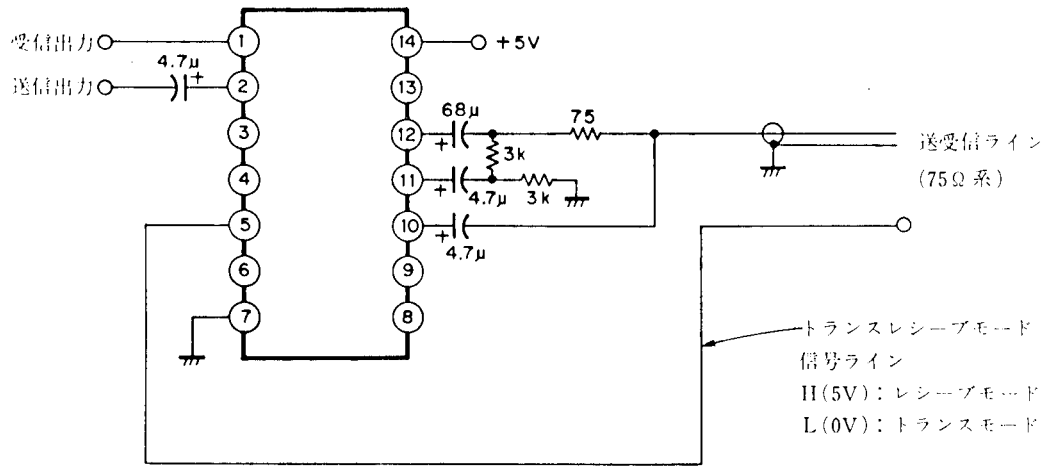 受信出力
送信出力
4.7μ
+
1
2
3
4
5
6
7
14
13
12
11
10
9
8
+5V
68μ
+
75
3k
+
4.7μ
3k
+
4.7μ
送受信ライン
(75Ω系)
トランスレシーブモード
信号ライン
H(5V):レシーブモード
L(0V):トランスモード